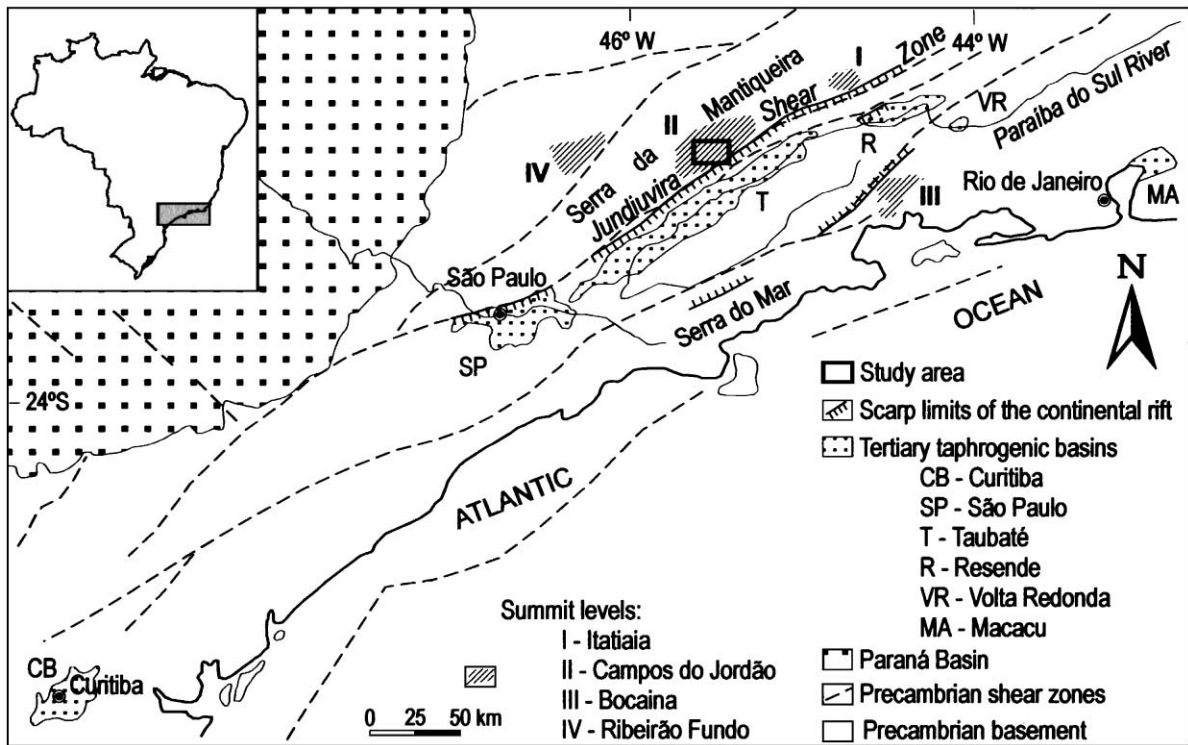 46º W
44º W
Zone
I
Mantiqueira
Shear
II
VR
Paraíba do Sul River
R
IV
Serra da
Jundiuvira
III
Rio de Janeiro
MA
T
São Paulo
N
Serra do Mar
OCEAN
SP
24ºS
Study area
Scarp limits of the continental rift
Tertiary taphrogenic basins
CB - Curitiba
SP - São Paulo
T - Taubaté
R - Resende
VR - Volta Redonda
MA - Macacu
ATLANTIC
Summit levels:
I - Itatiaia
II - Campos do Jordão
III - Bocaina
IV - Ribeirão Fundo
0 25 50 km
Paraná Basin
Precambrian shear zones
Precambrian basement
CB
Curitiba